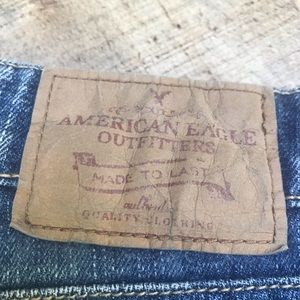 AMERICAN EAGLE
OUTFITTERS
MADE TO LAST
QUALITY CLOTHING